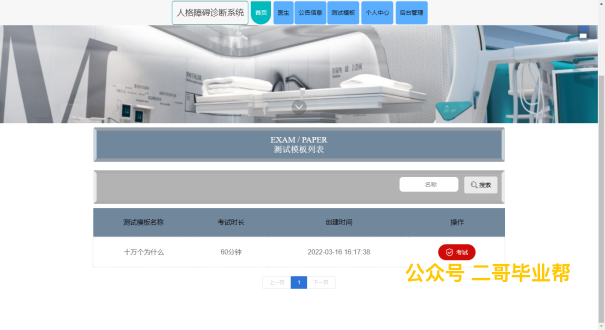 人格障碍诊断系统 首页 医生 公告信息 测试模板 个人中心 后台管理
EXAM / PAPER
测试模板列表
名称 搜索
测试模板名称 考试时长 创建时间 操作
十万个为什么 60分钟 2022-03-16 16:17:38 考试
公众号 二哥毕业帮
上一页 1 下一页